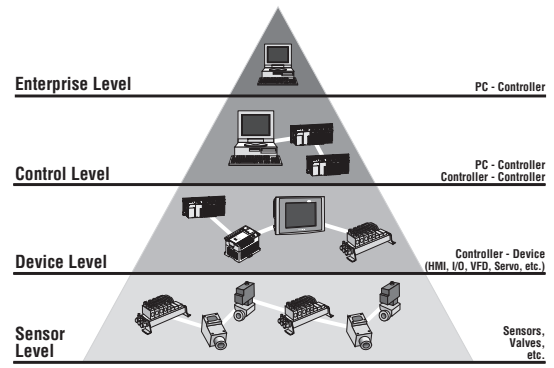 Enterprise Level
PC - Controller
Control Level
PC - Controller
Controller - Controller
Device Level
Controller - Device
(HMI, I/O, VFD, Servo, etc.)
Sensor
Level
Sensors,
Valves,
etc.